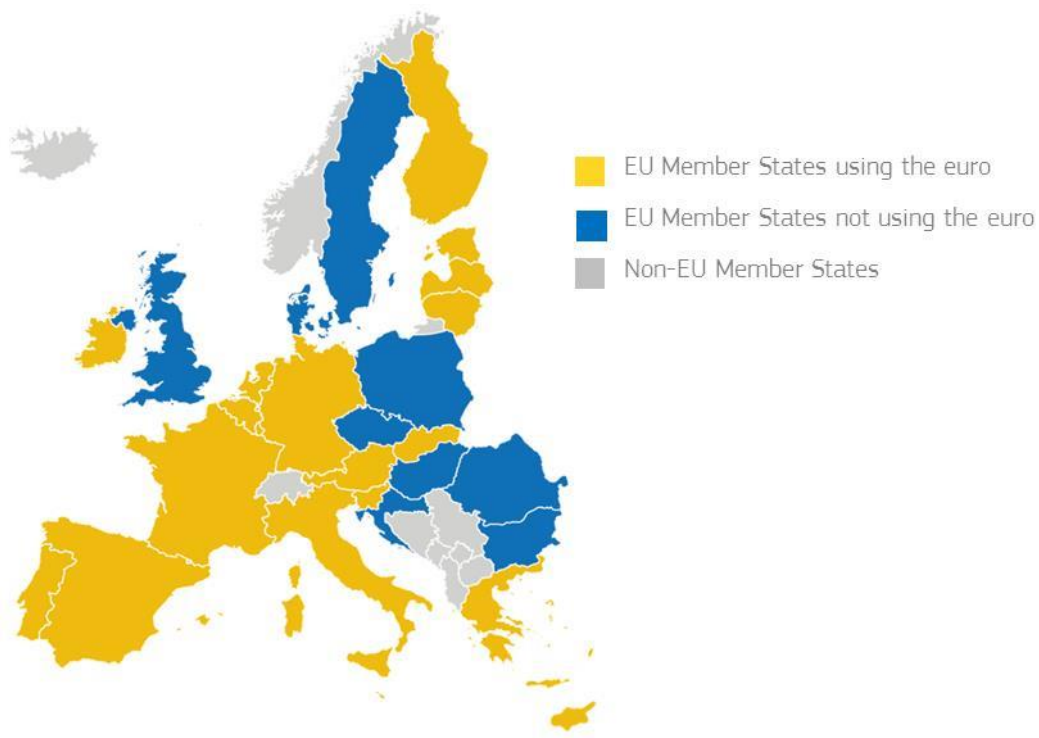 EU Member States using the euro
EU Member States not using the euro
Non-EU Member States